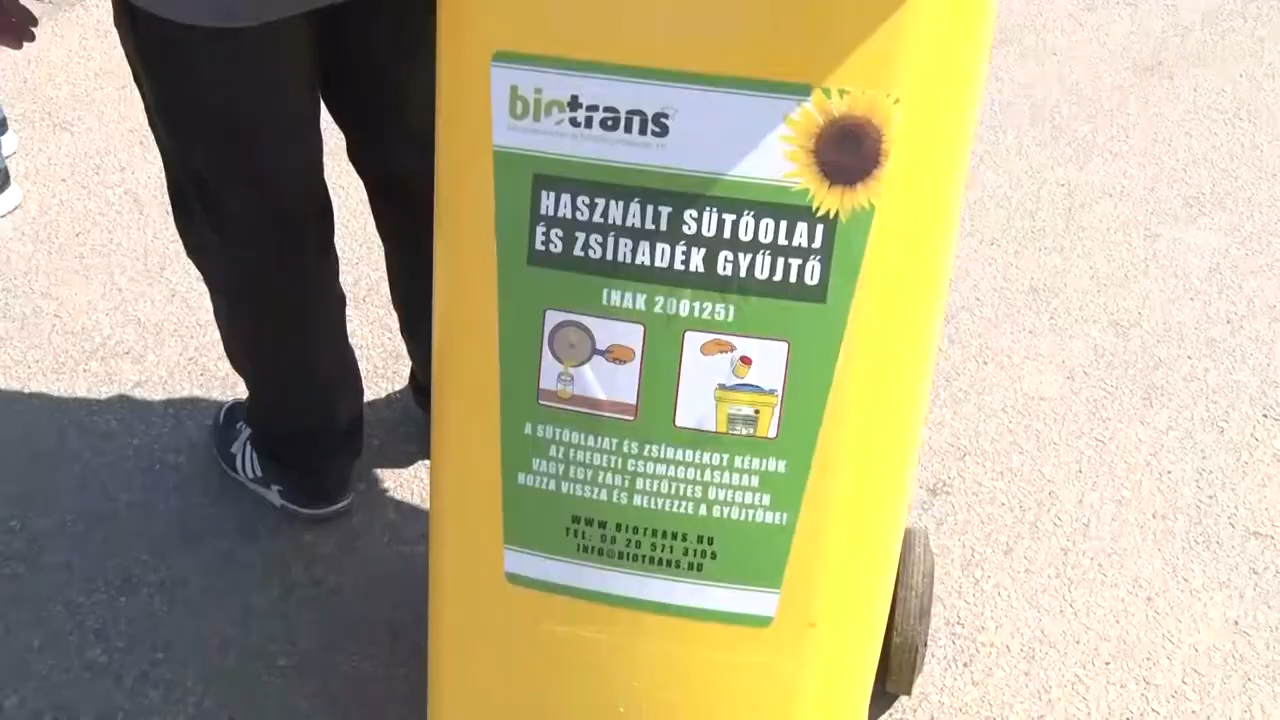 biotrans
HASZNÁLT SÜTŐOLAJ
ÉS ZSÍRADÉK GYŰJTŐ
(HAK 200125)
A SÜTŐOLAJAT ÉS ZSÍRADÉKOT KÉRJÜK
AZ EREDETI CSOMAGOLÁSÁBAN
VAGY EGY ZÁRT BEFŐTTES ÜVEGBEN
HOZZA VISSZA ÉS HELYEZZE A GYŰJTŐBE!
WWW.BIOTRANS.HU
TEL: 06 20 571 3105
INFO@BIOTRANS.HU